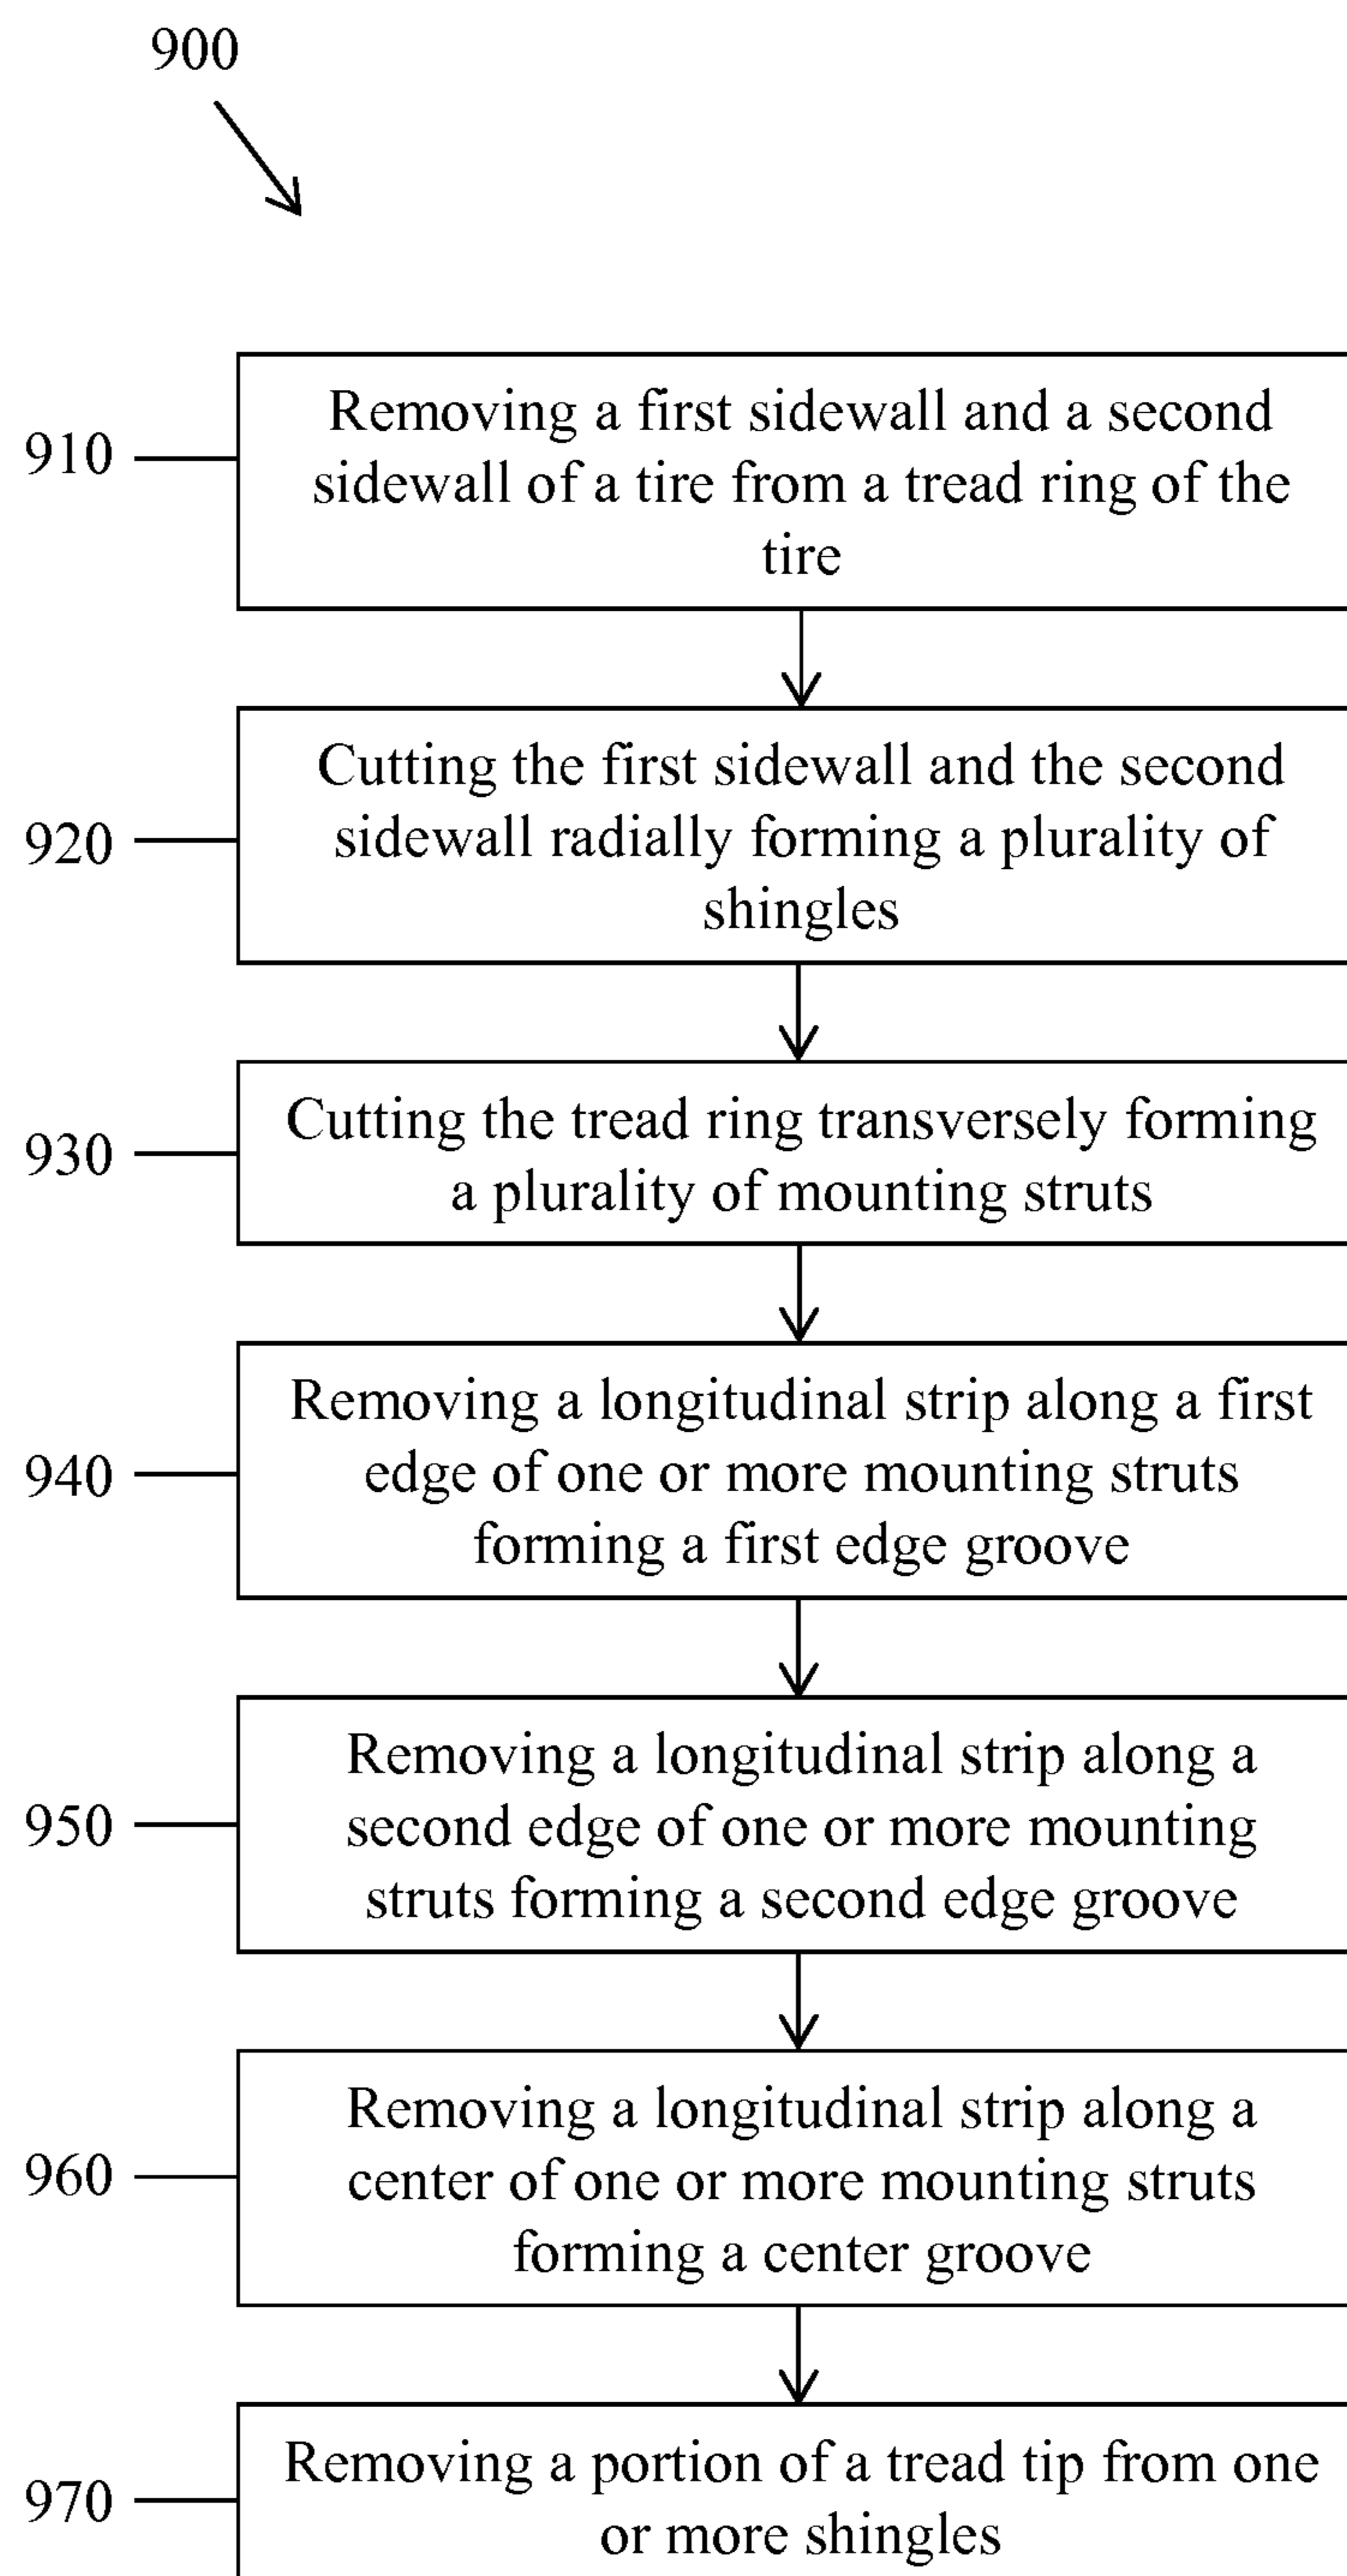 900
910
Removing a first sidewall and a second
sidewall of a tire from a tread ring of the
tire
920
Cutting the first sidewall and the second
sidewall radially forming a plurality of
shingles
930
Cutting the tread ring transversely forming
a plurality of mounting struts
940
Removing a longitudinal strip along a first
edge of one or more mounting struts
forming a first edge groove
950
Removing a longitudinal strip along a
second edge of one or more mounting
struts forming a second edge groove
960
Removing a longitudinal strip along a
center of one or more mounting struts
forming a center groove
970
Removing a portion of a tread tip from one
or more shingles